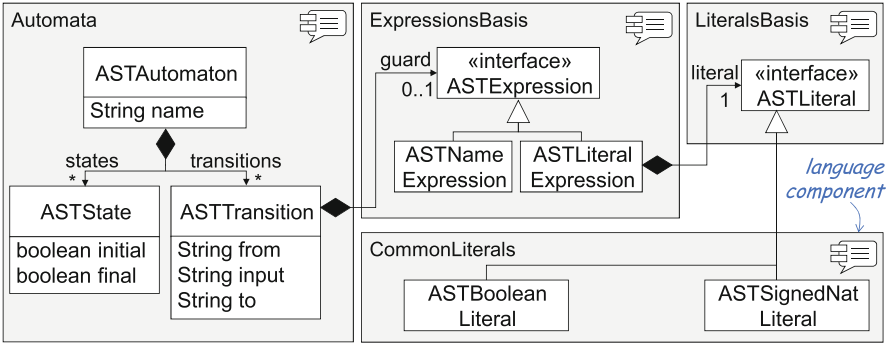 Automata
ASTAutomaton
String name
states
transitions
*
*
ASTState
boolean initial
boolean final
ASTTransition
String from
String input
String to
ExpressionsBasis
guard
0..1
«interface»
ASTExpression
ASTName
Expression
ASTLiteral
Expression
LiteralsBasis
literal
1
«interface»
ASTLiteral
language
component
CommonLiterals
ASTBoolean
Literal
ASTSignedNat
Literal